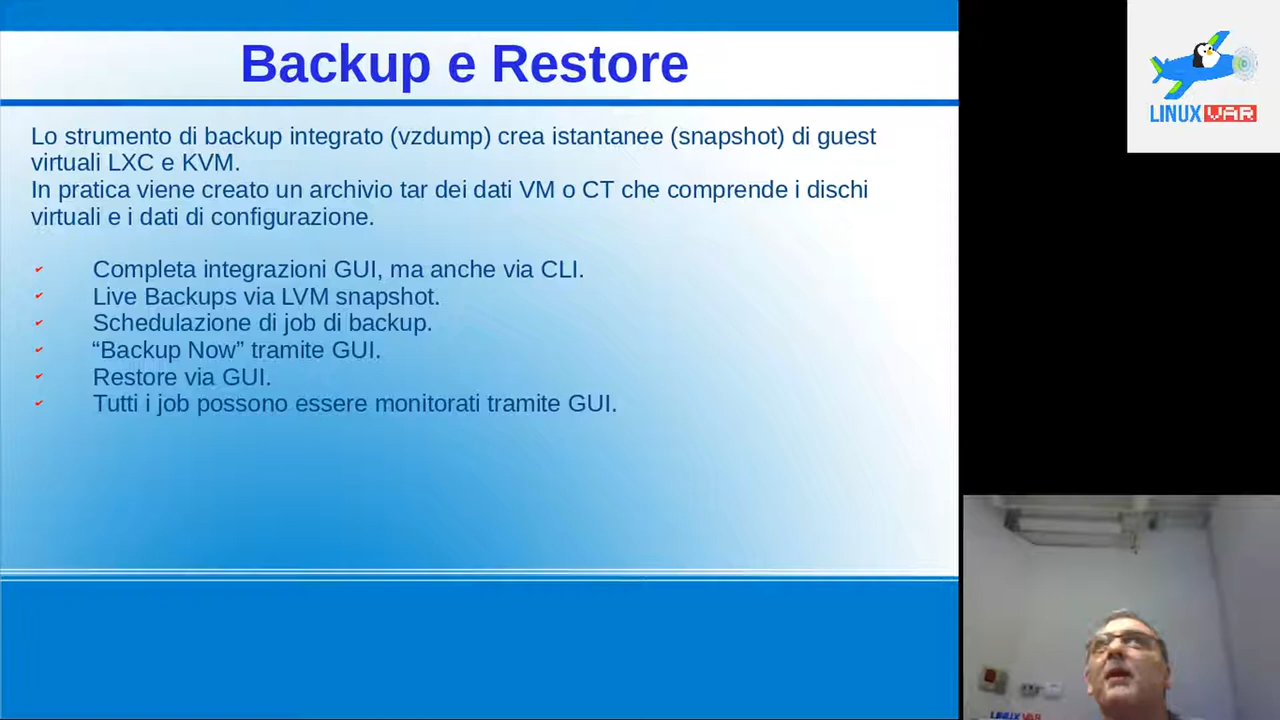 Backup e Restore
Lo strumento di backup integrato (vzdump) crea istantanee (snapshot) di guest
virtuali LXC e KVM.
In pratica viene creato un archivio tar dei dati VM o CT che comprende i dischi
virtuali e i dati di configurazione.
Completa integrazioni GUI, ma anche via CLI.
Live Backups via LVM snapshot.
Schedulazione di job di backup.
“Backup Now” tramite GUI.
Restore via GUI.
Tutti i job possono essere monitorati tramite GUI.
LINUX VAR
LINUX VAR